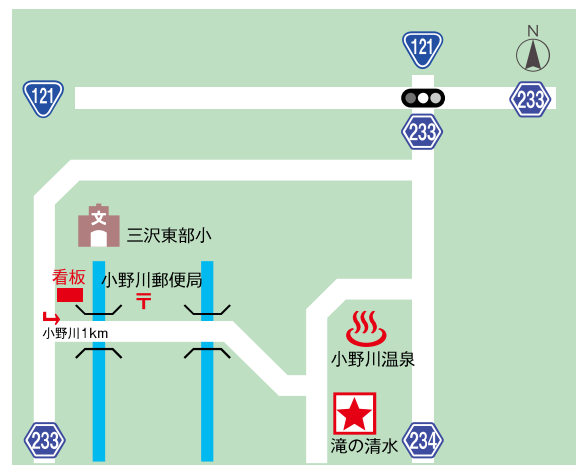 N
121
121
233
233
文
三沢東部小
看板
小野川郵便局
〒
小野川1km
小野川温泉
滝の清水
233
234